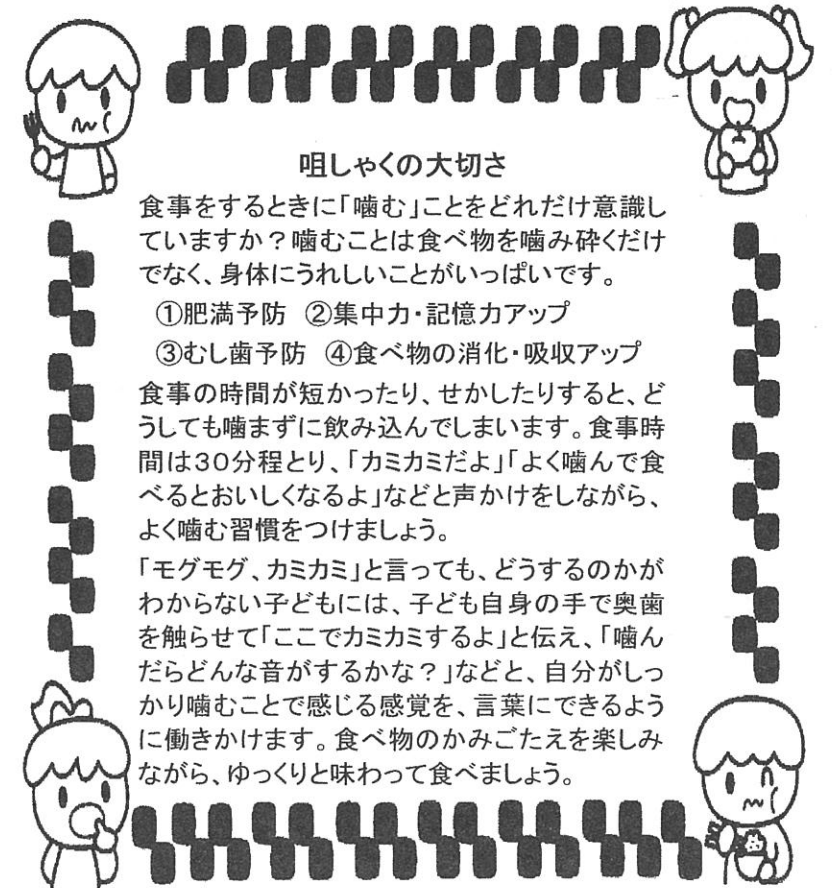 咀しゃくの大切さ
食事をするときに「噛む」ことをどれだけ意識し
ていますか？噛むことは食べ物を噛み砕くだけ
でなく、身体にうれしいことがいっぱいです。
①肥満予防 ②集中力・記憶力アップ
③むし歯予防 ④食べ物の消化・吸収アップ
食事の時間が短かったり、せかしたりすると、ど
うしても噛まずに飲み込んでしまいます。食事時
間は30分程とり、「カミカミだよ」「よく噛んで食
べるとおいしくなるよ」などと声かけをしながら、
よく噛む習慣をつけましょう。
「モグモグ、カミカミ」と言っても、どうするのかが
わからない子どもには、子ども自身の手で奥歯
を触らせて「ここでカミカミするよ」と伝え、「噛ん
だらどんな音がするかな？」などと、自分がしっ
かり噛むことで感じる感覚を、言葉にできるよう
に働きかけます。食べ物のかみごたえを楽しみ
ながら、ゆっくりと味わって食べましょう。